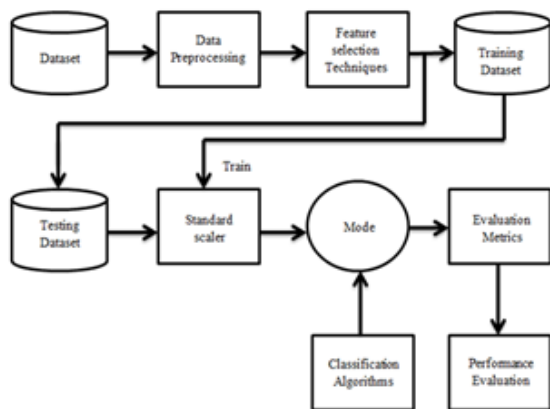 Dataset
Data
Preprocessing
Feature
selection
Techniques
Training
Dataset
Train
Testing
Dataset
Standard
scaler
Mode
Evaluation
Metrics
Classification
Algorithms
Performance
Evaluation